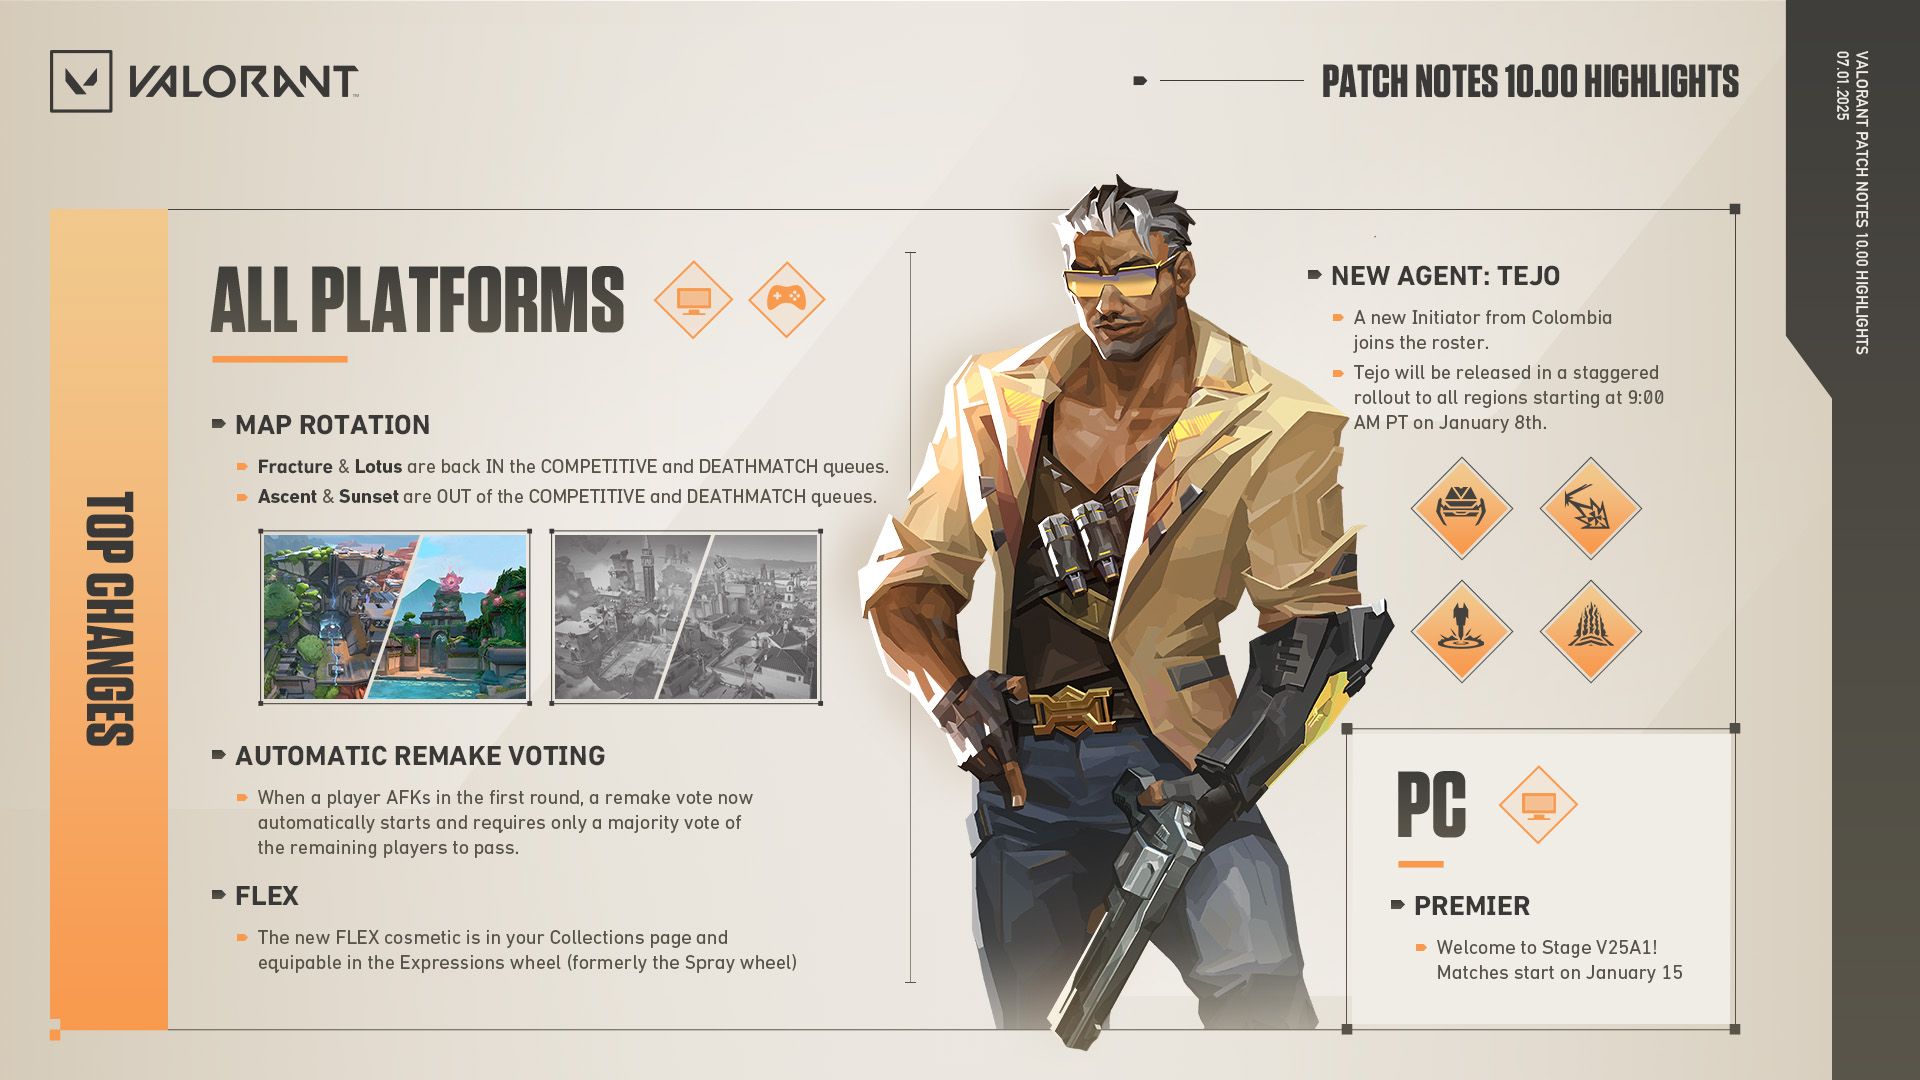 VALORANT™
PATCH NOTES 10.00 HIGHLIGHTS
VALORANT PATCH NOTES 10.00 HIGHLIGHTS
07.01.2025
TOP CHANGES
ALL PLATFORMS
MAP ROTATION
Fracture & Lotus are back IN the COMPETITIVE and DEATHMATCH queues.
Ascent & Sunset are OUT of the COMPETITIVE and DEATHMATCH queues.
AUTOMATIC REMAKE VOTING
When a player AFKs in the first round, a remake vote now
automatically starts and requires only a majority vote of
the remaining players to pass.
FLEX
The new FLEX cosmetic is in your Collections page and
equipable in the Expressions wheel (formerly the Spray wheel)
NEW AGENT: TEJO
A new Initiator from Colombia
joins the roster.
Tejo will be released in a staggered
rollout to all regions starting at 9:00
AM PT on January 8th.
PC
PREMIER
Welcome to Stage V25A1!
Matches start on January 15